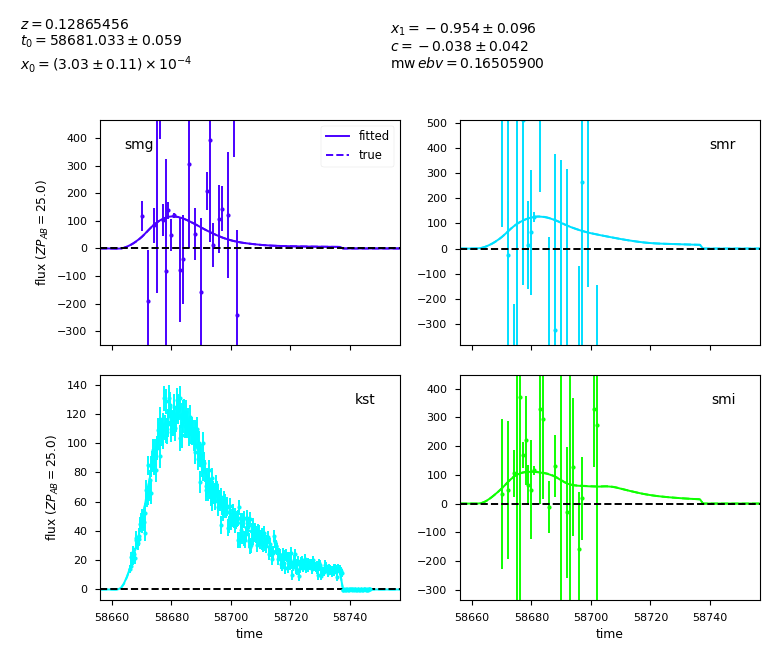 z = 0.12865456
t₀ = 58681.033 ± 0.059
x₀ = (3.03 ± 0.11) × 10⁻⁴
x₁ = −0.954 ± 0.096
c = −0.038 ± 0.042
mw ebv = 0.16505900
smg
fitted
true
400
300
200
100
0
−100
−200
−300
flux (ZP_AB = 25.0)
smr
500
400
300
200
100
0
−100
−200
−300
kst
140
120
100
80
60
40
20
0
flux (ZP_AB = 25.0)
58660 58680 58700 58720 58740
time
smi
400
300
200
100
0
−100
−200
−300
58660 58680 58700 58720 58740
time